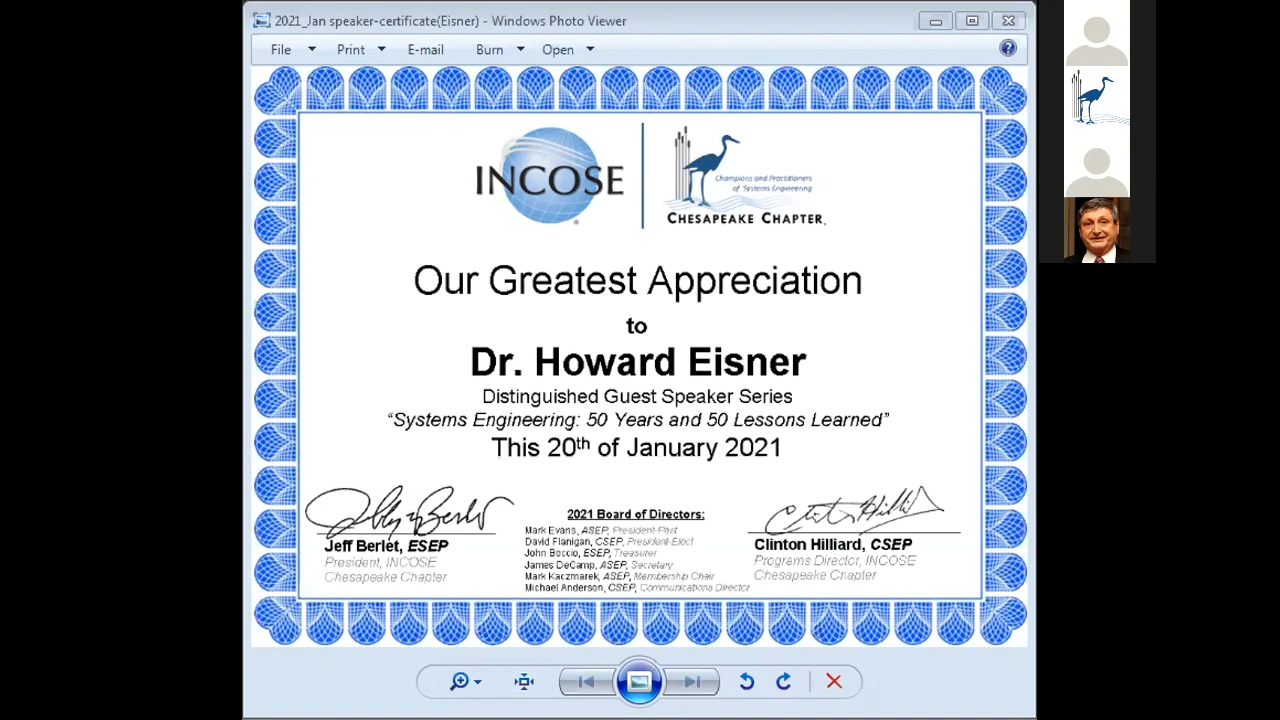 2021_Jan speaker-certificate(Eisner) - Windows Photo Viewer
File Print E-mail Burn Open
INCOSE
Champions and Practitioners
of Systems Engineering
CHESAPEAKE CHAPTER
Our Greatest Appreciation
to
Dr. Howard Eisner
Distinguished Guest Speaker Series
“Systems Engineering: 50 Years and 50 Lessons Learned”
This 20th of January 2021
Jeff Berlet, ESEP
President, INCOSE
Chesapeake Chapter
2021 Board of Directors:
Mark Evans, ASEP, President-Past
David Flanigan, CSEP, President-Elect
John Boccio, ESEP, Treasurer
James DeCamp, ASEP, Secretary
Mark Kaczmarek, ASEP, Membership Chair
Michael Anderson, CSEP, Communications Director
Clinton Hilliard, CSEP
Programs Director, INCOSE
Chesapeake Chapter